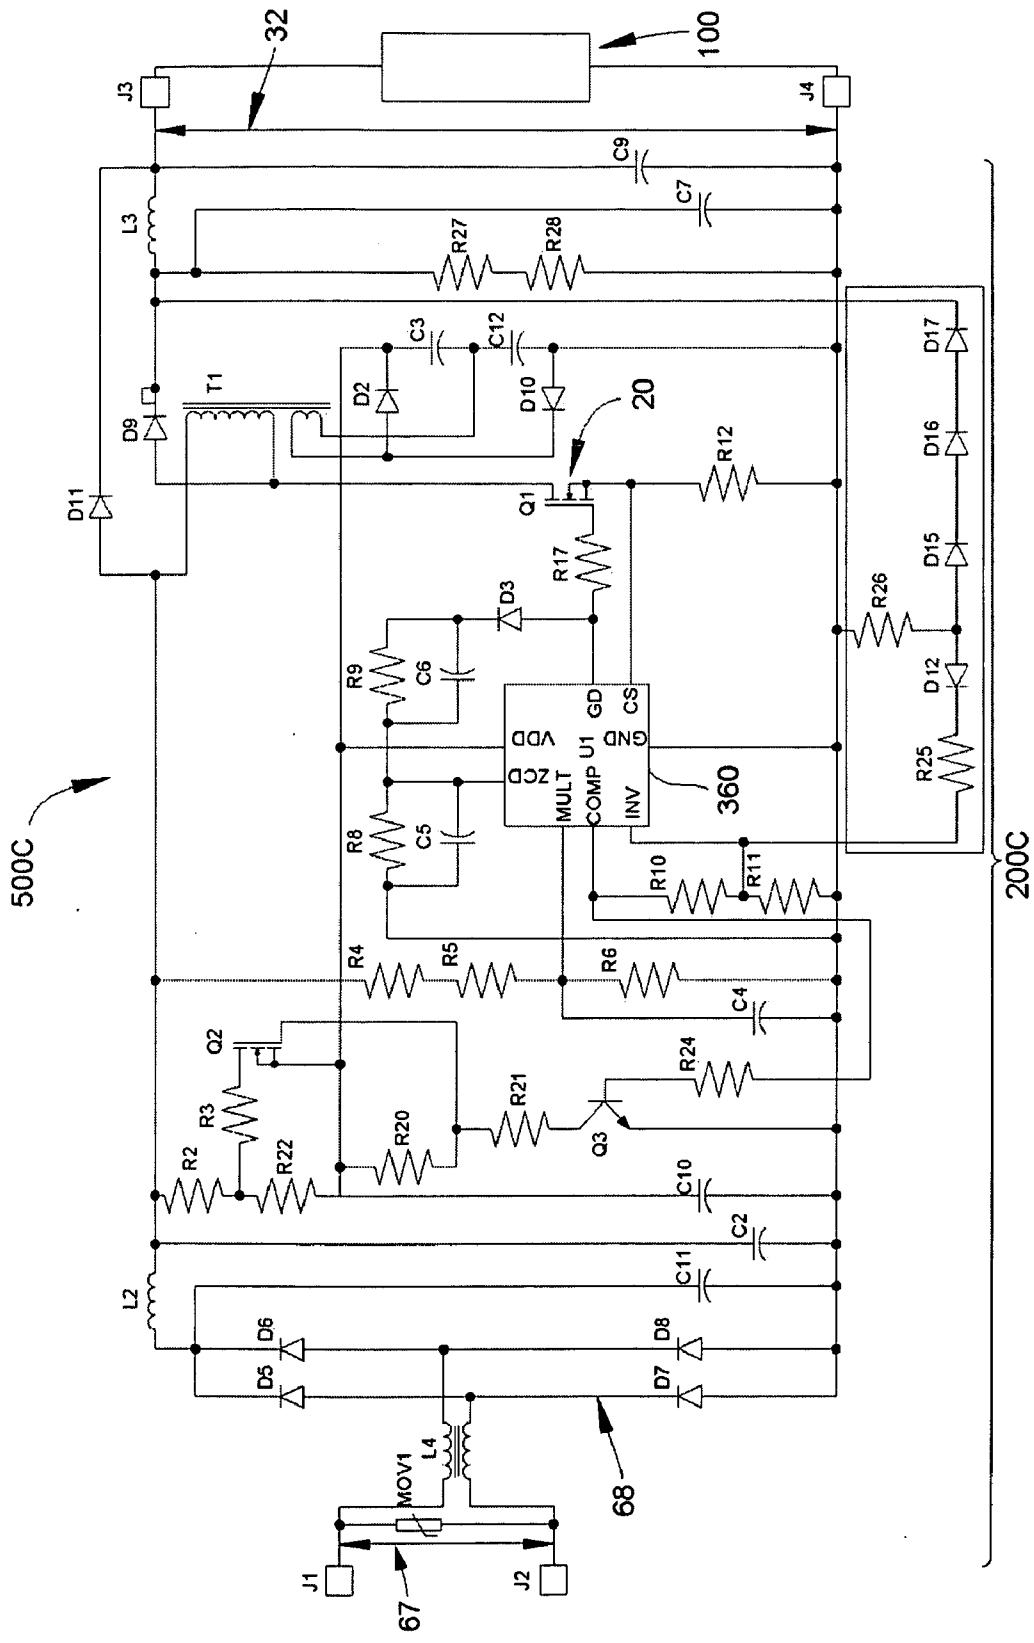 500C
32
100
J3
J4
L3
C9
C7
R27
R28
D11
D9
T1
D2
C3
C12
D10
20
Q1
R12
D17
D16
D15
D12
R26
R25
R17
D3
R9
C6
R8
C5
VDD
ZCD
MULT
COMP
INV
U1
GD
CS
GND
360
R10
R11
R4
R5
R6
C4
Q2
R3
R2
R22
R20
R21
Q3
R24
C10
C2
C11
L2
D6
D5
D8
D7
L4
MOV1
68
J1
J2
67
200C